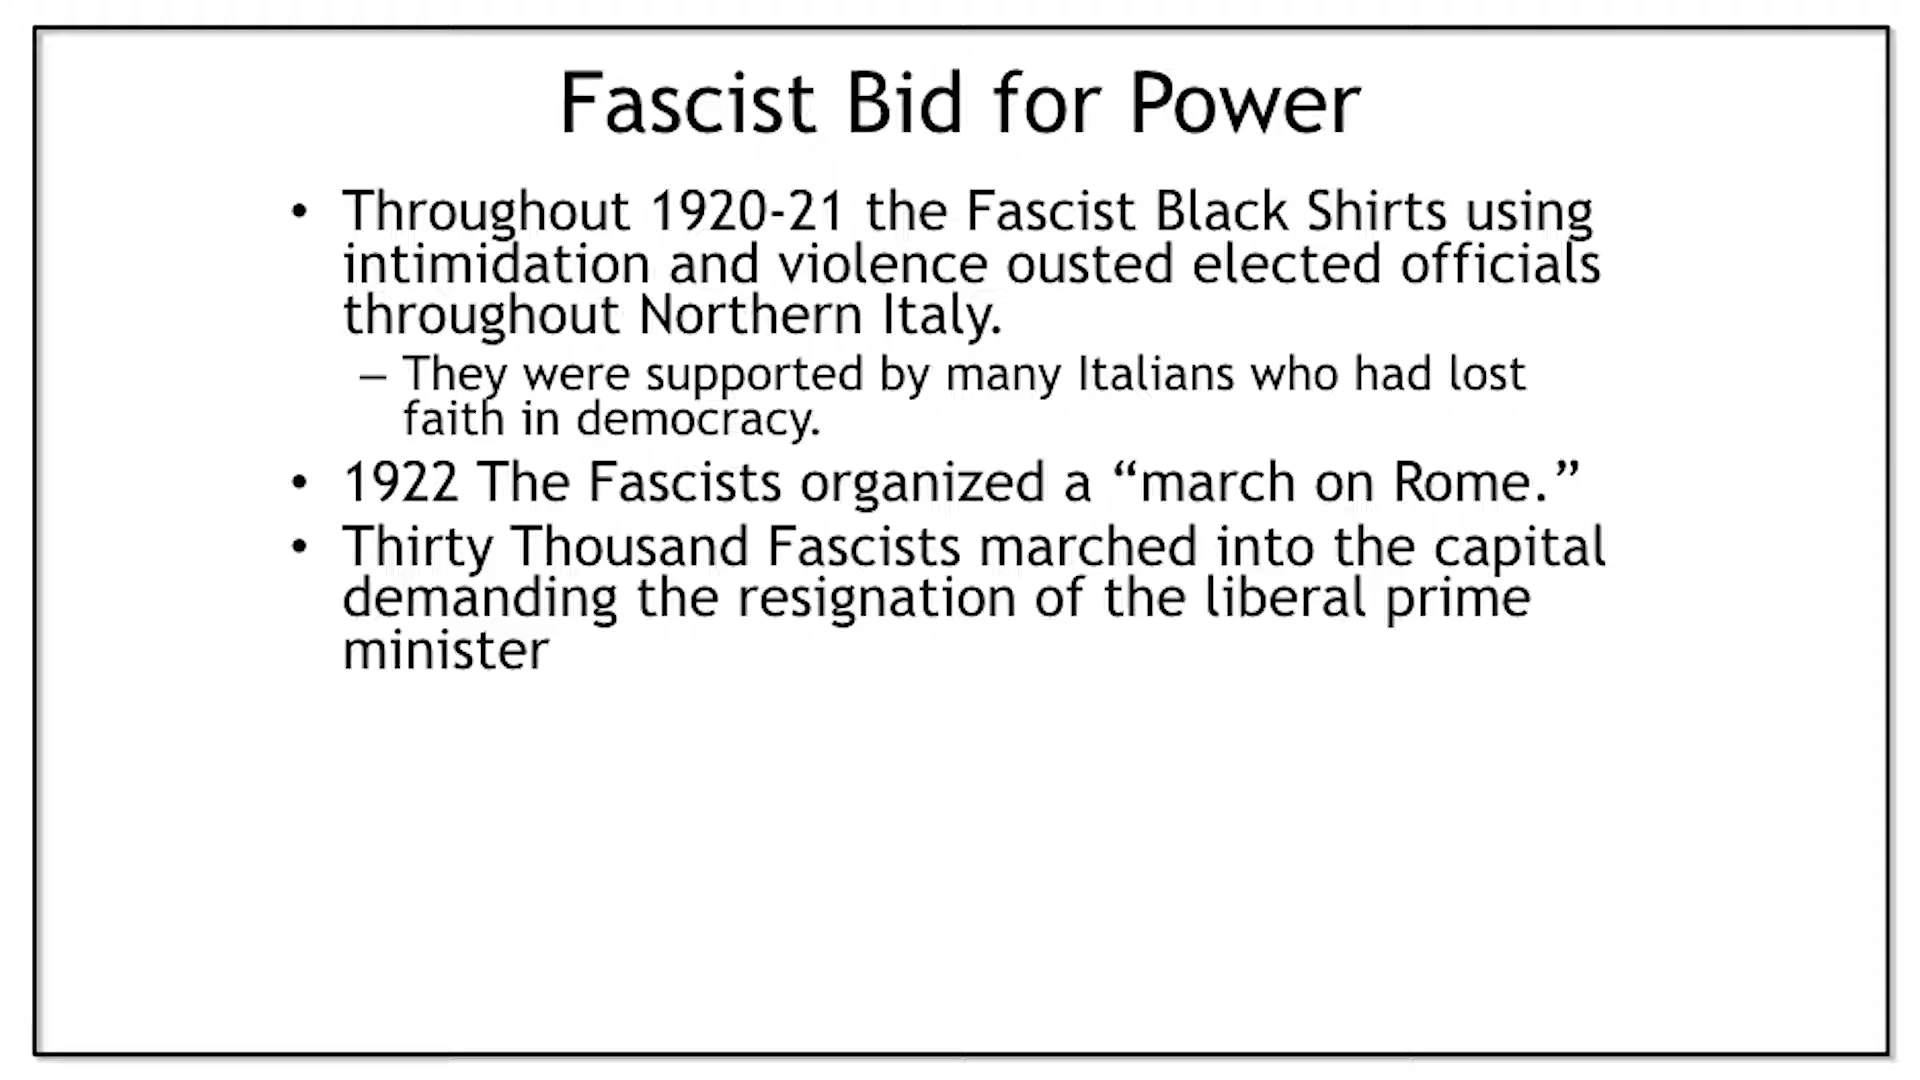 Fascist Bid for Power
• Throughout 1920-21 the Fascist Black Shirts using
intimidation and violence ousted elected officials
throughout Northern Italy.
– They were supported by many Italians who had lost
faith in democracy.
• 1922 The Fascists organized a “march on Rome.”
• Thirty Thousand Fascists marched into the capital
demanding the resignation of the liberal prime
minister